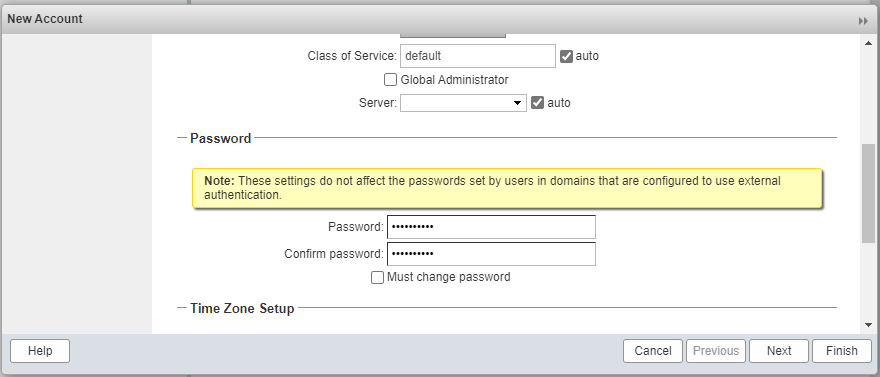 New Account
Class of Service: default auto
Global Administrator
Server: auto
Password
Note: These settings do not affect the passwords set by users in domains that are configured to use external
authentication.
Password: ••••••••••
Confirm password: ••••••••••
Must change password
Time Zone Setup
Help Cancel Previous Next Finish